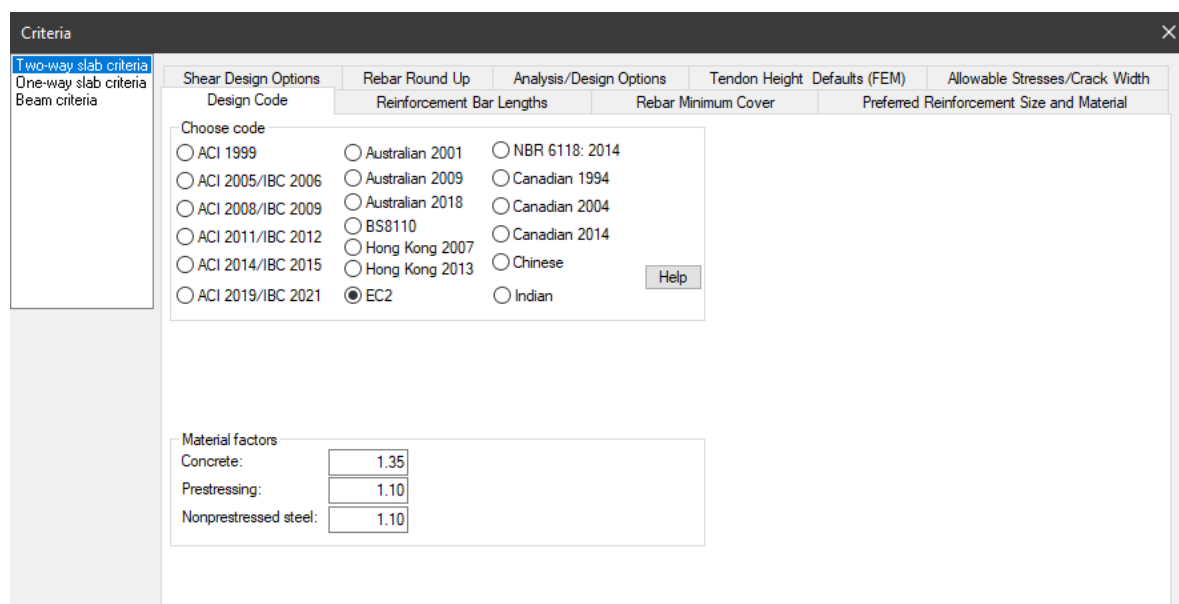 Criteria
Two-way slab criteria
One-way slab criteria
Beam criteria
Shear Design Options Rebar Round Up Analysis/Design Options Tendon Height Defaults (FEM) Allowable Stresses/Crack Width
Design Code Reinforcement Bar Lengths Rebar Minimum Cover Preferred Reinforcement Size and Material
Choose code
ACI 1999
ACI 2005/IBC 2006
ACI 2008/IBC 2009
ACI 2011/IBC 2012
ACI 2014/IBC 2015
ACI 2019/IBC 2021
Australian 2001
Australian 2009
Australian 2018
BS8110
Hong Kong 2007
Hong Kong 2013
EC2
NBR 6118: 2014
Canadian 1994
Canadian 2004
Canadian 2014
Chinese
Indian
Help
Material factors
Concrete: 1.35
Prestressing: 1.10
Nonprestressed steel: 1.10